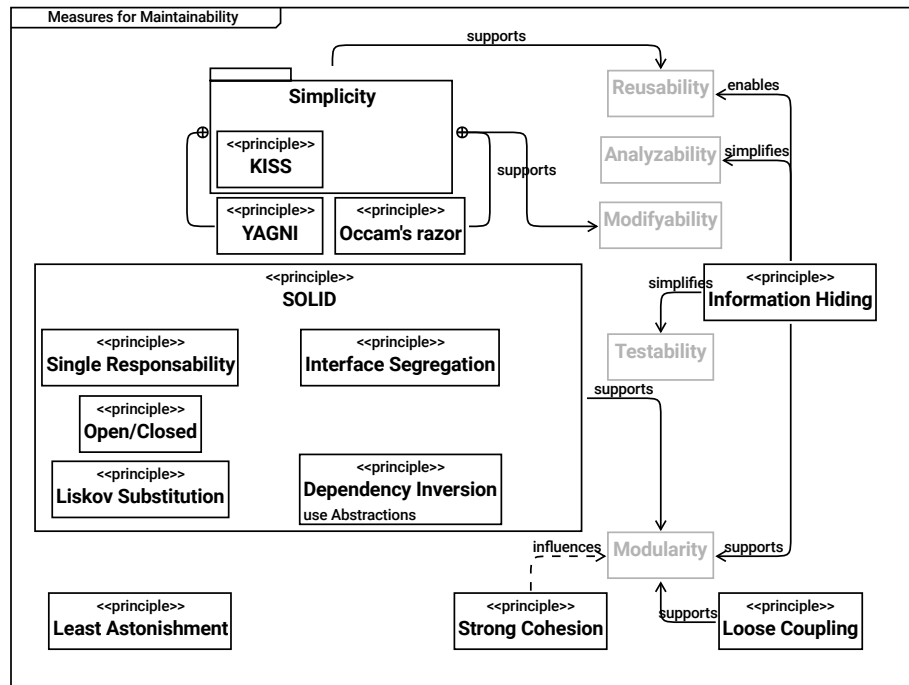 Measures for Maintainability
supports
Simplicity
Reusability
enables
<<principle>>
KISS
Analyzability
simplifies
supports
<<principle>>
YAGNI
<<principle>>
Occam's razor
Modifyability
<<principle>>
SOLID
simplifies
<<principle>>
Information Hiding
<<principle>>
Single Responsability
<<principle>>
Interface Segregation
Testability
supports
<<principle>>
Open/Closed
<<principle>>
Liskov Substitution
<<principle>>
Dependency Inversion
use Abstractions
influences
Modularity
supports
<<principle>>
Least Astonishment
<<principle>>
Strong Cohesion
supports
<<principle>>
Loose Coupling